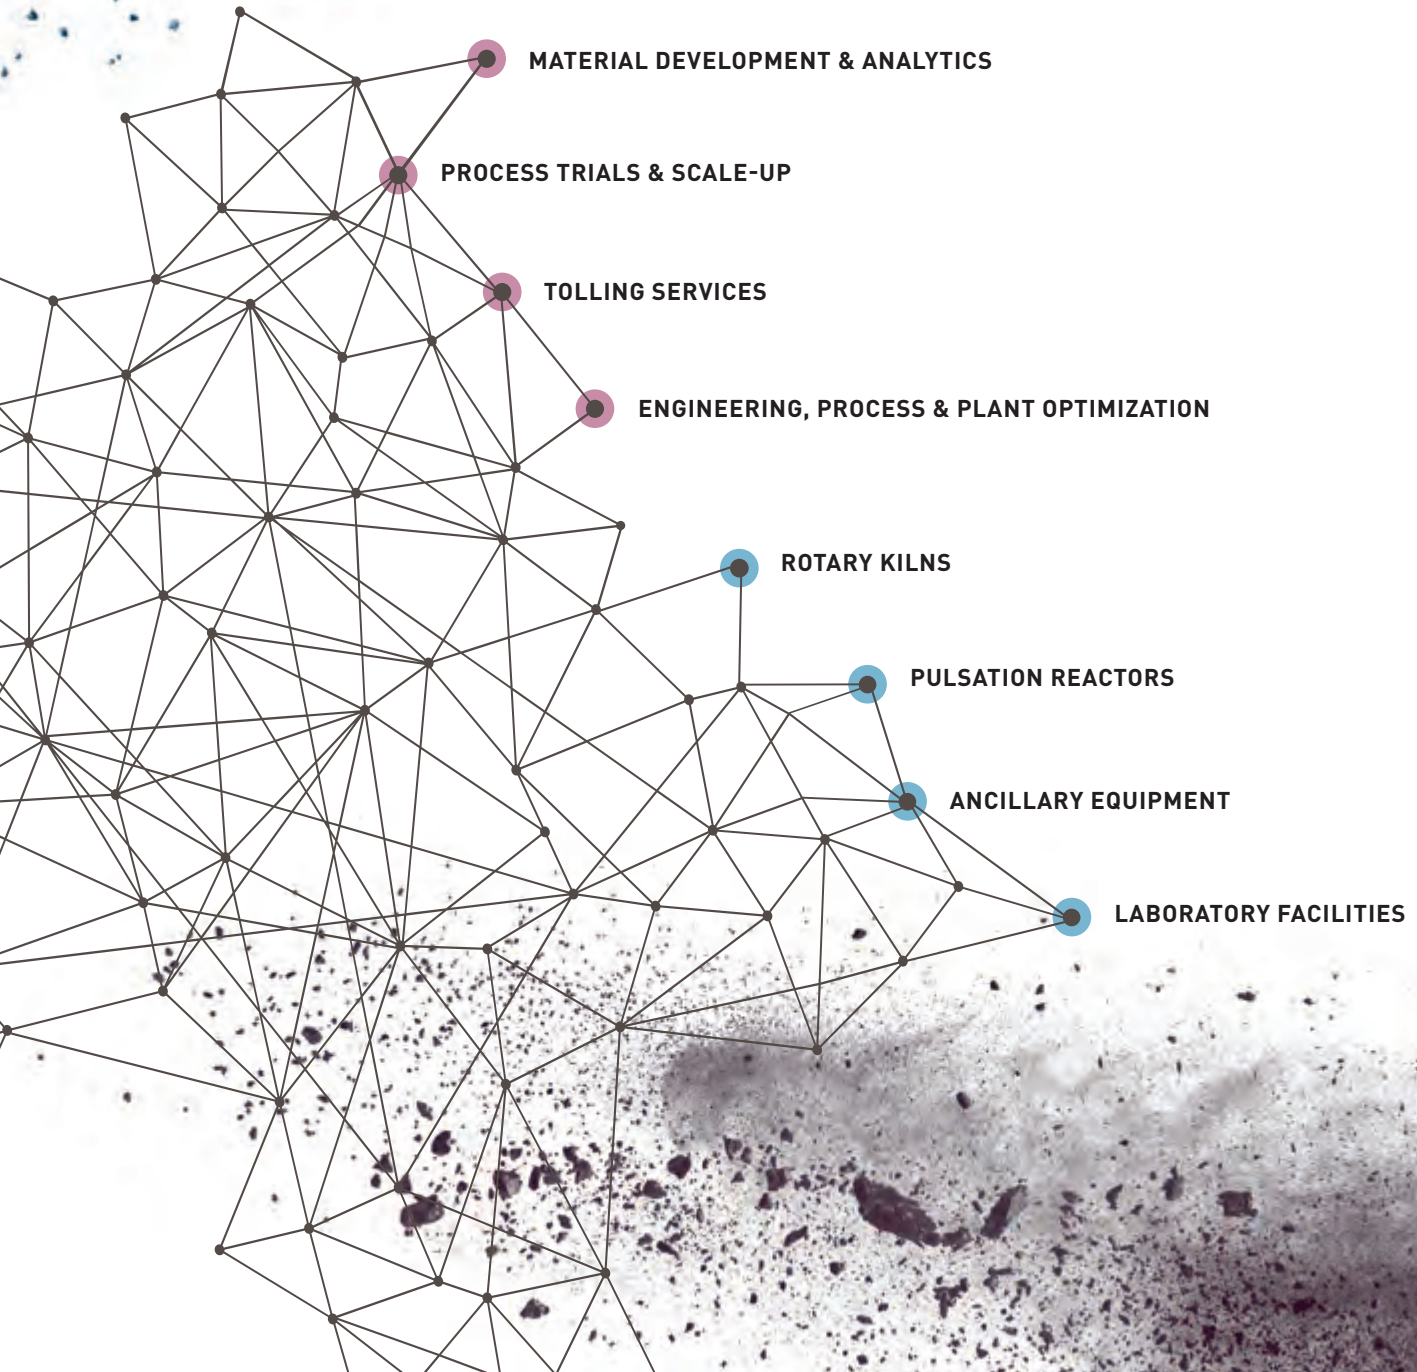 MATERIAL DEVELOPMENT & ANALYTICS
PROCESS TRIALS & SCALE-UP
TOLLING SERVICES
ENGINEERING, PROCESS & PLANT OPTIMIZATION
ROTARY KILNS
PULSATION REACTORS
ANCILLARY EQUIPMENT
LABORATORY FACILITIES